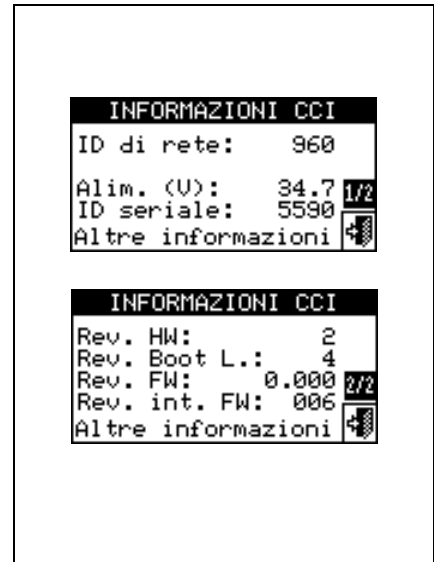 INFORMAZIONI CCI
ID di rete: 960
Alim. (V): 34.7 1/2
ID seriale: 5590
Altre informazioni
INFORMAZIONI CCI
Rev. HW: 2
Rev. Boot L.: 4
Rev. FW: 0.000 2/2
Rev. int. FW: 006
Altre informazioni